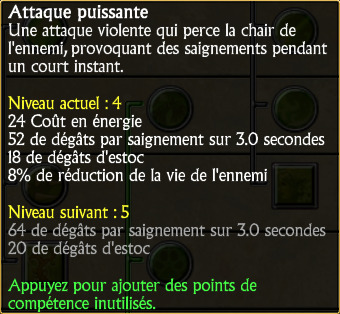 Attaque puissante
Une attaque violente qui perce la chair de
l'ennemi, provoquant des saignements pendant
un court instant.
Niveau actuel : 4
24 Coût en énergie
52 de dégâts par saignement sur 3.0 secondes
18 de dégâts d'estoc
8% de réduction de la vie de l'ennemi
Niveau suivant : 5
64 de dégâts par saignement sur 3.0 secondes
20 de dégâts d'estoc
Appuyez pour ajouter des points de
compétence inutilisés.